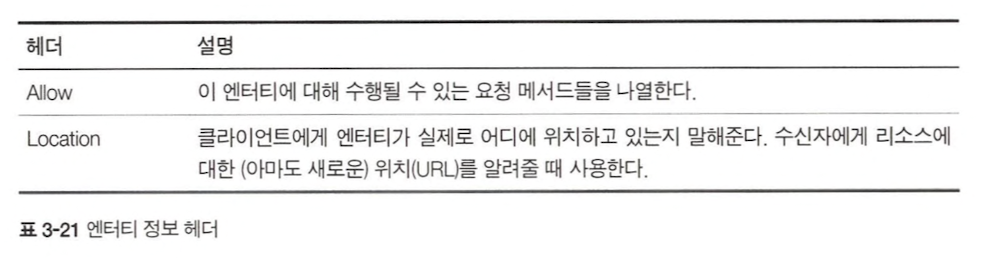 헤더 설명
Allow 이 엔터티에 대해 수행될 수 있는 요청 메서드들을 나열한다.
Location 클라이언트에게 엔터티가 실제로 어디에 위치하고 있는지 말해준다. 수신자에게 리소스에
대한 (아마도 새로운) 위치(URL)를 알려줄 때 사용한다.
표 3-21 엔터티 정보 헤더